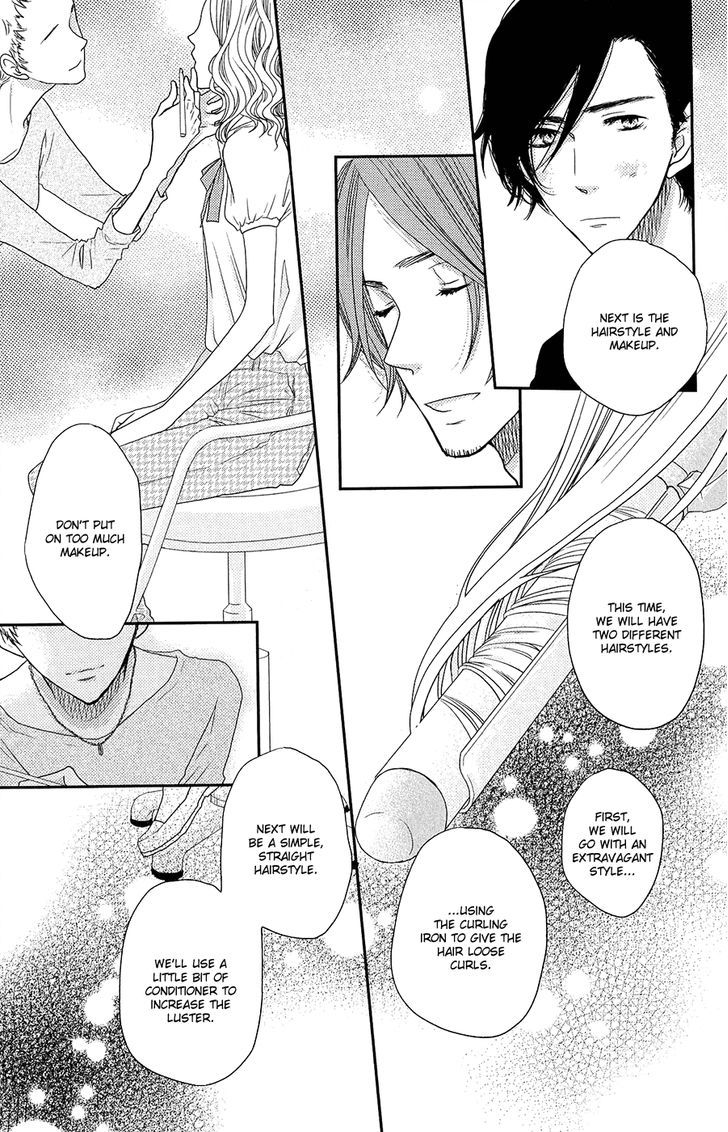 NEXT IS THE
HAIRSTYLE AND
MAKEUP.
THIS TIME,
WE WILL HAVE
TWO DIFFERENT
HAIRSTYLES.
FIRST,
WE WILL
GO WITH AN
EXTRAVAGANT
STYLE...
...USING
THE CURLING
IRON TO GIVE THE
HAIR LOOSE
CURLS.
DON'T PUT
ON TOO MUCH
MAKEUP.
NEXT WILL
BE A SIMPLE,
STRAIGHT
HAIRSTYLE.
WE'LL USE A
LITTLE BIT OF
CONDITIONER TO
INCREASE THE
LUSTER.